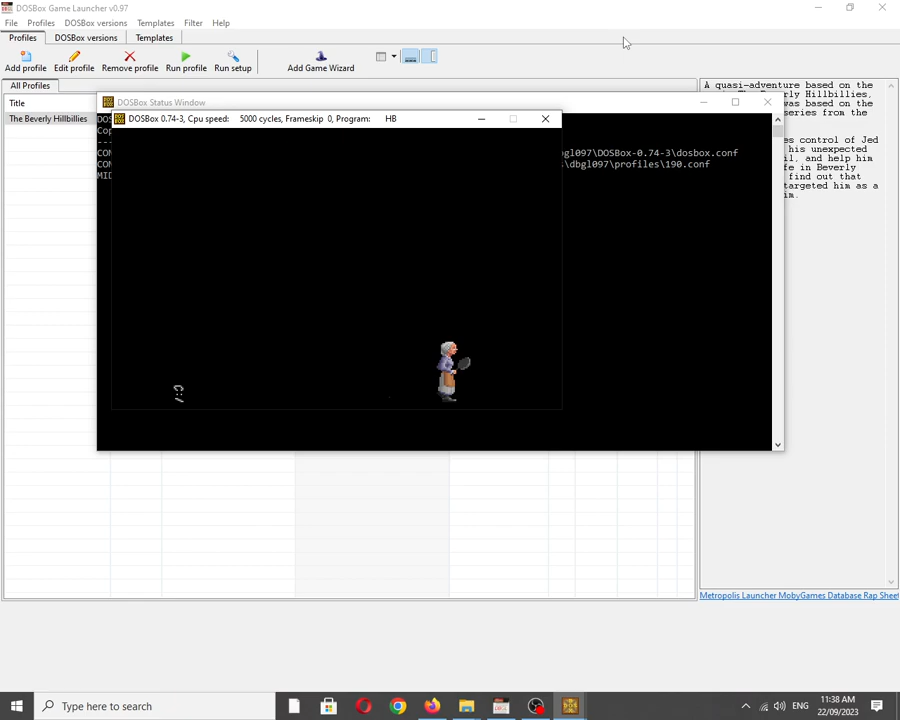 DOSBox Game Launcher v0.97
File Profiles DOSBox versions Templates Filter Help
Profiles DOSBox versions Templates
Add profile Edit profile Remove profile Run profile Run setup Add Game Wizard
All Profiles
Title
The Beverly Hillbillies
DOSBox Status Window
DOSBox 0.74-3, Cpu speed: 5000 cycles, Frameskip 0, Program: HB
\DOSBox-0.74-3\dosbox.conf
\dbgl097\profiles\190.conf
MID
C:/
A quasi-adventure based on the
Beverly Hillbillies,
was based on the
series from the
control of Jed
his unexpected
and help him
fe in Beverly
find out that
targeted him as a
Metropolis Launcher MobyGames Database Rap Sheet
Type here to search
ENG
11:38 AM
22/09/2023